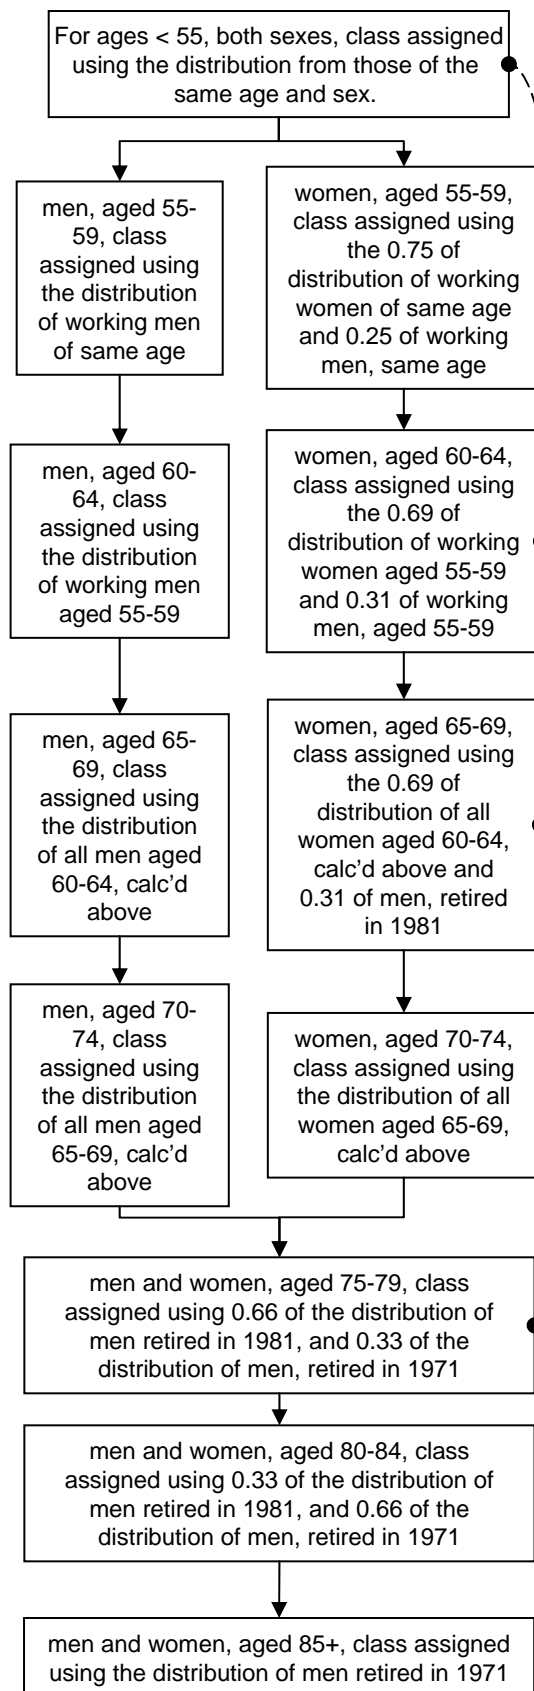 For ages < 55, both sexes, class assigned
using the distribution from those of the
same age and sex.
men, aged 55-
59, class
assigned using
the distribution
of working men
of same age
women, aged 55-59,
class assigned using
the 0.75 of
distribution of working
women of same age
and 0.25 of working
men, same age
men, aged 60-
64, class
assigned using
the distribution
of working men
aged 55-59
women, aged 60-64,
class assigned using
the 0.69 of
distribution of working
women aged 55-59
and 0.31 of working
men, aged 55-59
men, aged 65-
69, class
assigned using
the distribution
of all men aged
60-64, calc'd
above
women, aged 65-69,
class assigned using
the 0.69 of
distribution of all
women aged 60-64,
calc'd above and
0.31 of men, retired
in 1981
men, aged 70-
74, class
assigned using
the distribution
of all men aged
65-69, calc'd
above
women, aged 70-74,
class assigned using
the distribution of all
women aged 65-69,
calc'd above
men and women, aged 75-79, class
assigned using 0.66 of the distribution of
men retired in 1981, and 0.33 of the
distribution of men, retired in 1971
men and women, aged 80-84, class
assigned using 0.33 of the distribution of
men retired in 1981, and 0.66 of the
distribution of men, retired in 1971
men and women, aged 85+, class assigned
using the distribution of men retired in 1971